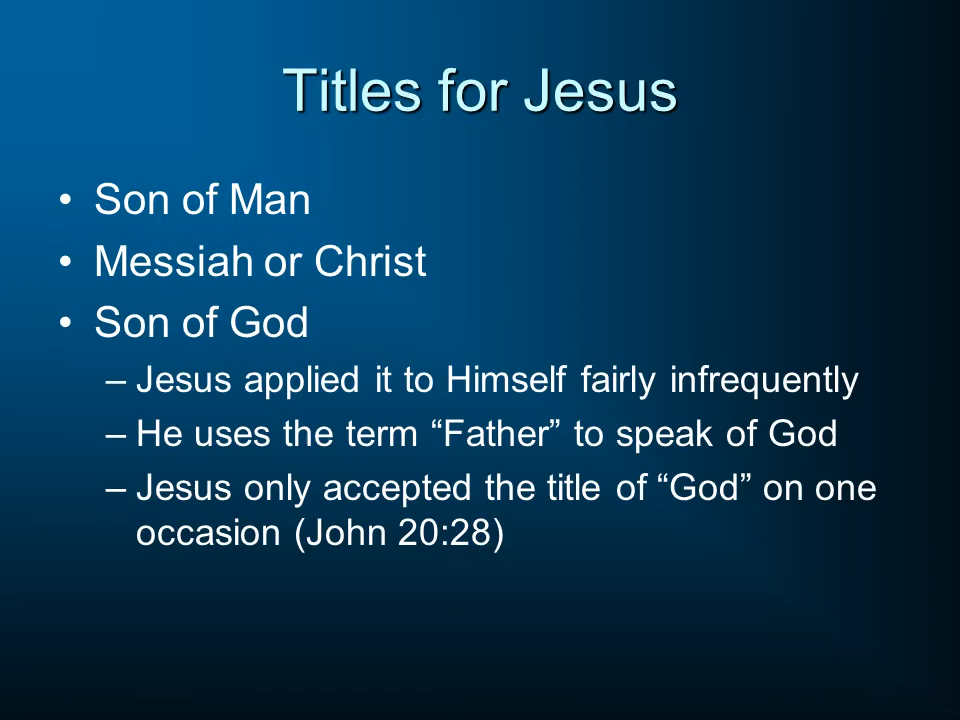 Titles for Jesus
• Son of Man
• Messiah or Christ
• Son of God
– Jesus applied it to Himself fairly infrequently
– He uses the term “Father” to speak of God
– Jesus only accepted the title of “God” on one
occasion (John 20:28)